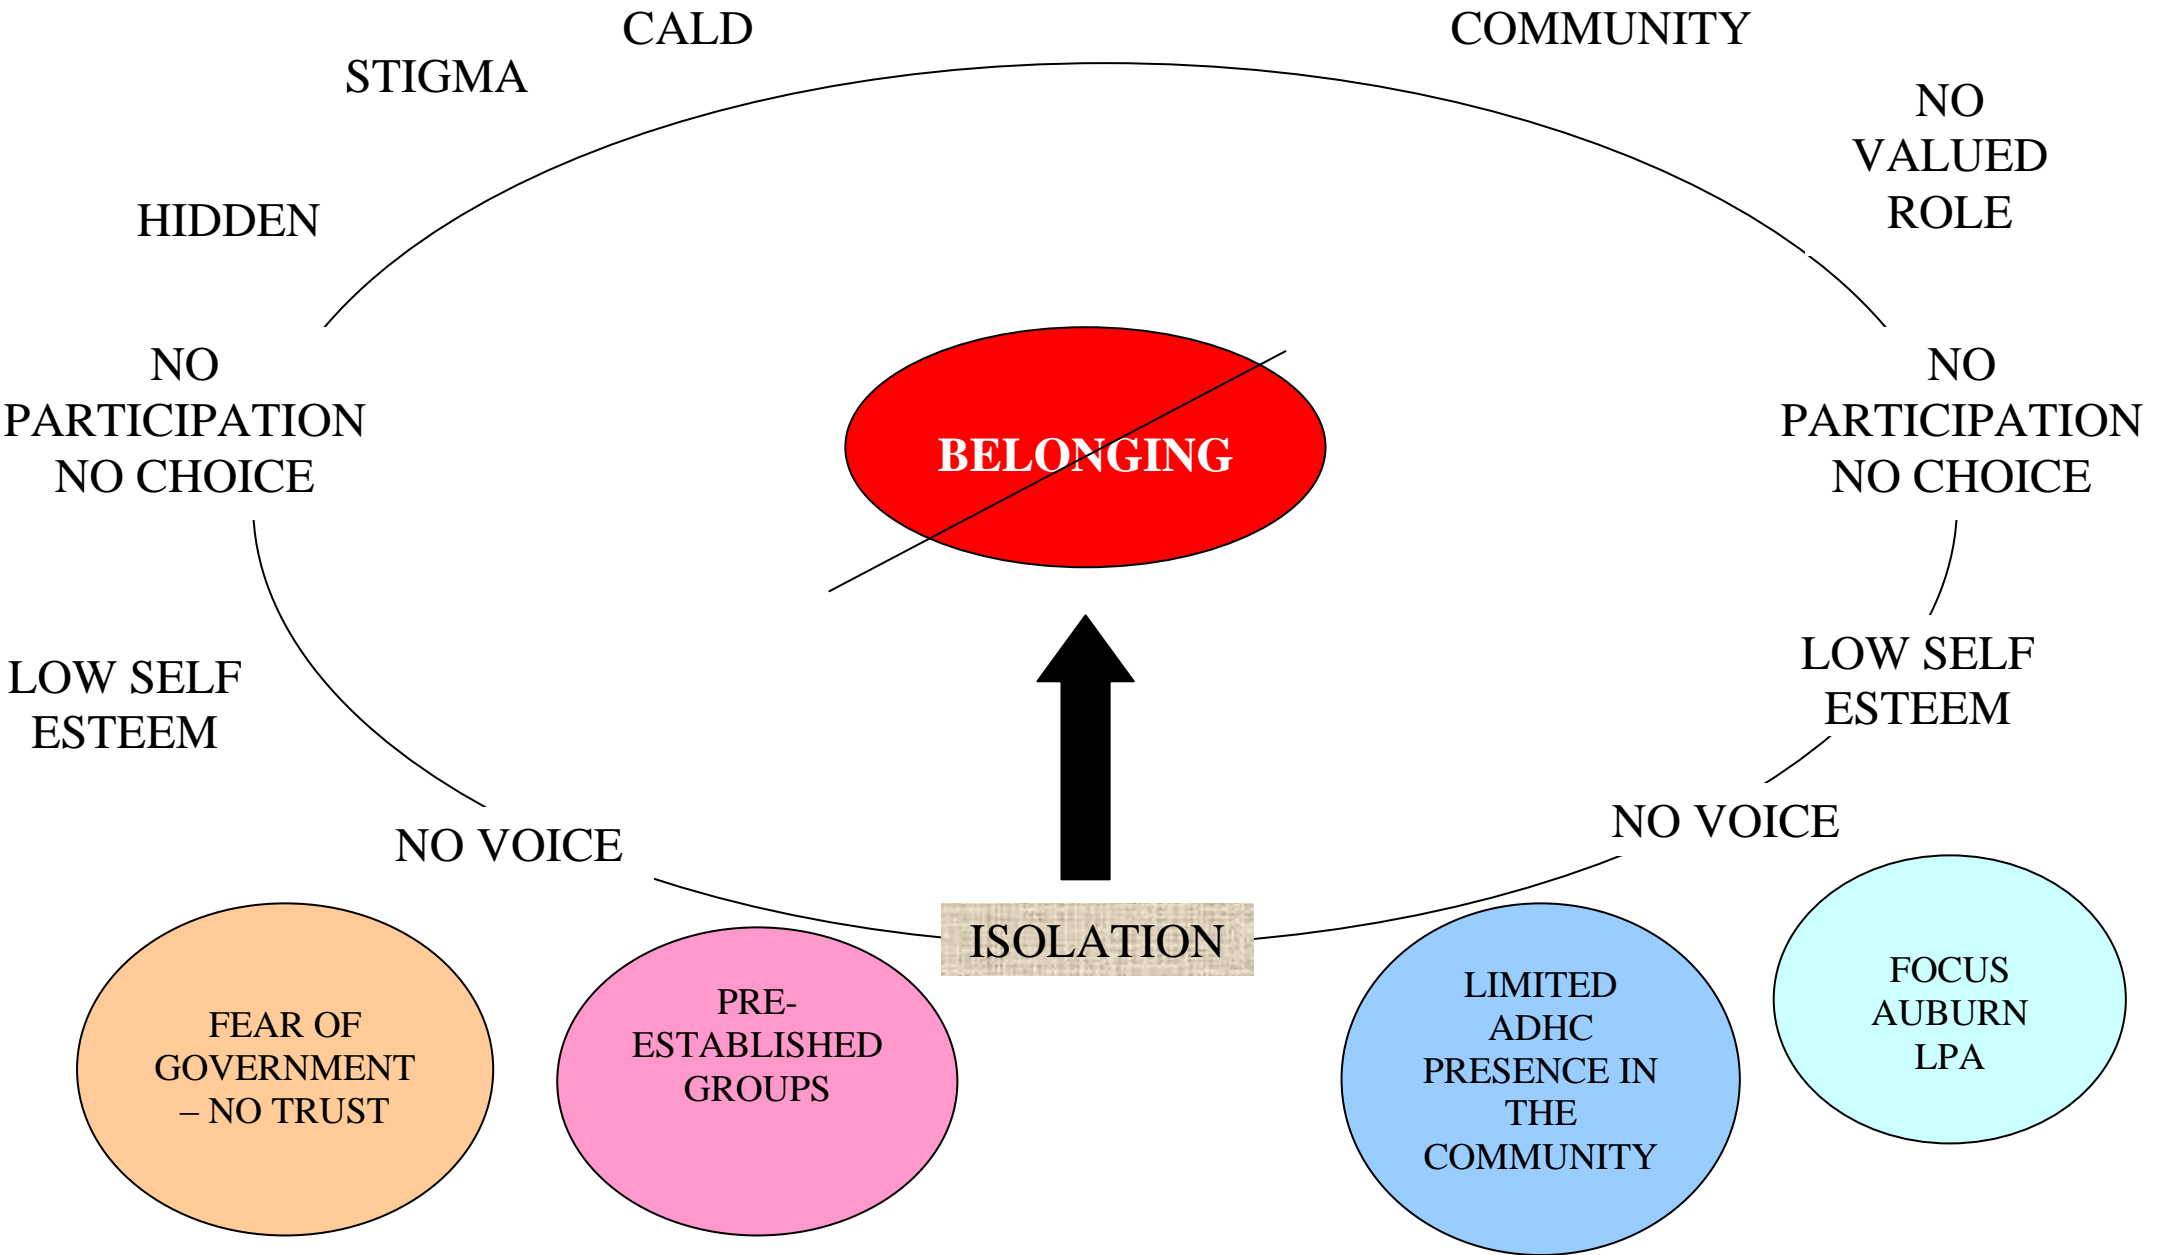 CALD
COMMUNITY
STIGMA
NO
VALUED
ROLE
HIDDEN
NO
PARTICIPATION
NO CHOICE
BELONGING
NO
PARTICIPATION
NO CHOICE
LOW SELF
ESTEEM
LOW SELF
ESTEEM
NO VOICE
NO VOICE
ISOLATION
FEAR OF
GOVERNMENT
– NO TRUST
PRE-
ESTABLISHED
GROUPS
LIMITED
ADHC
PRESENCE IN
THE
COMMUNITY
FOCUS
AUBURN
LPA